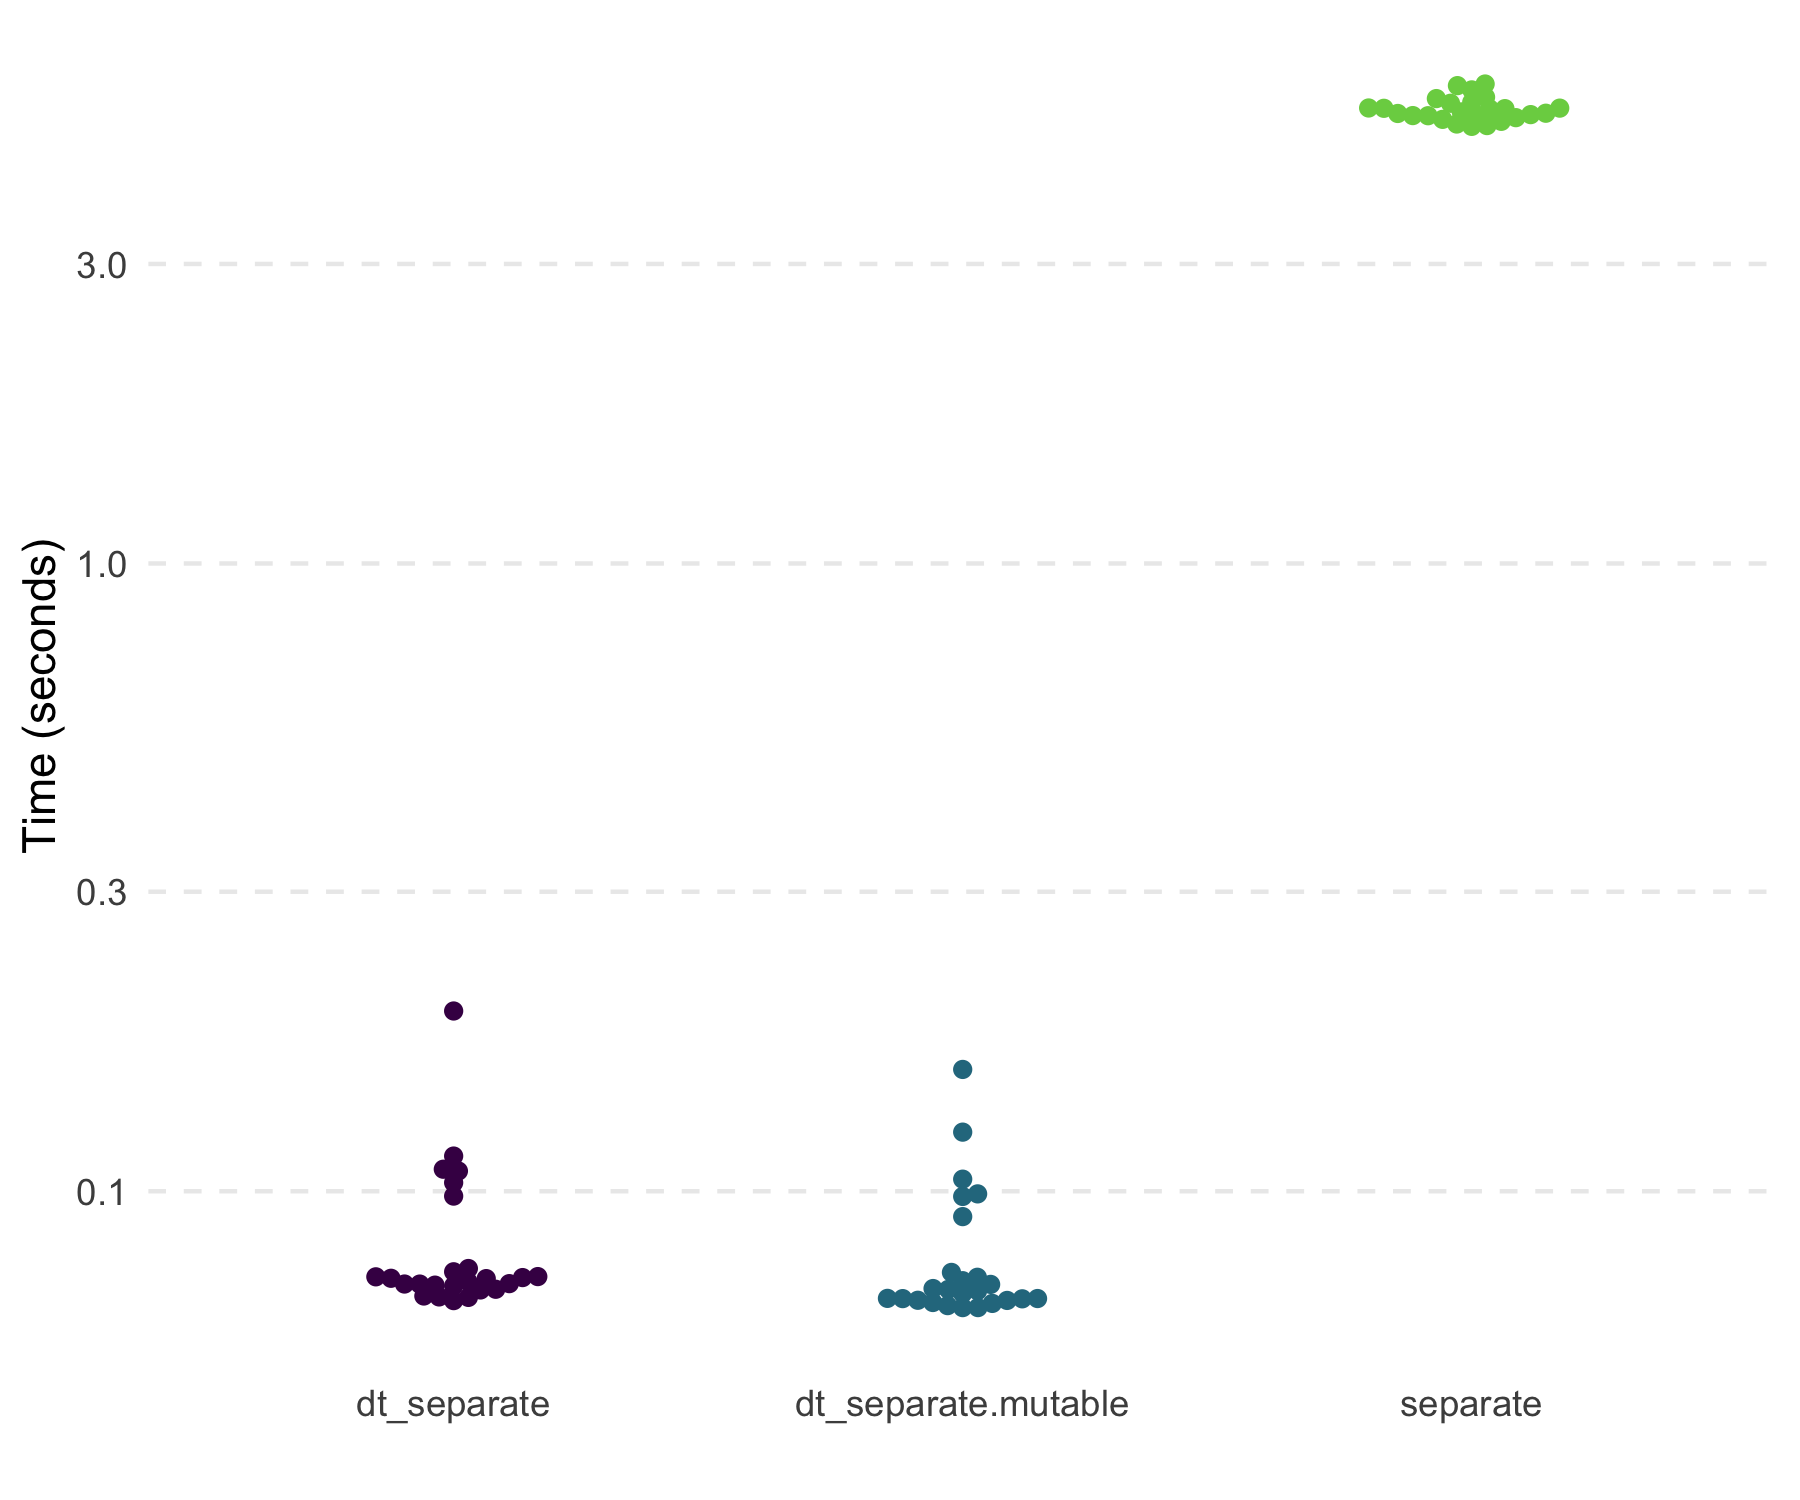 Time (seconds)
3.0
1.0
0.3
0.1
dt_separate
dt_separate.mutable
separate